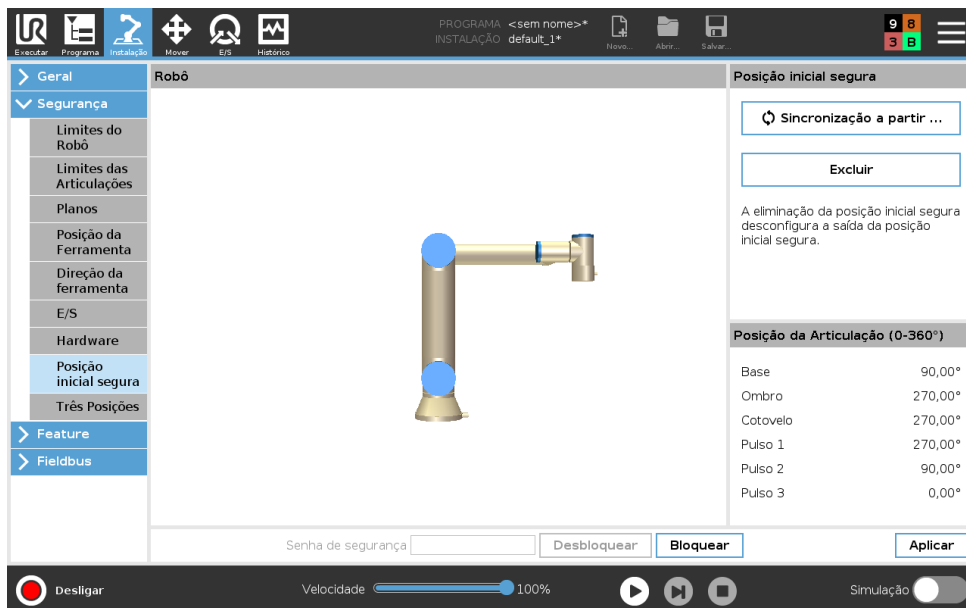 UR
PROGRAMA <sem nome>*
INSTALAÇÃO default_1*
Executar Programa Instalação Mover E/S Histórico Novo... Abrir... Salvar...
9 8
3 B
Geral
Segurança
Limites do
Robô
Limites das
Articulações
Planos
Posição da
Ferramenta
Direção da
ferramenta
E/S
Hardware
Posição
inicial segura
Três Posições
Feature
Fieldbus
Robô
Posição inicial segura
Sincronização a partir ...
Excluir
A eliminação da posição inicial segura
desconfigura a saída da posição
inicial segura.
Posição da Articulação (0-360°)
Base 90,00°
Ombro 270,00°
Cotovelo 270,00°
Pulso 1 270,00°
Pulso 2 90,00°
Pulso 3 0,00°
Senha de segurança Desbloquear Bloquear Aplicar
Desligar Velocidade 100% Simulação